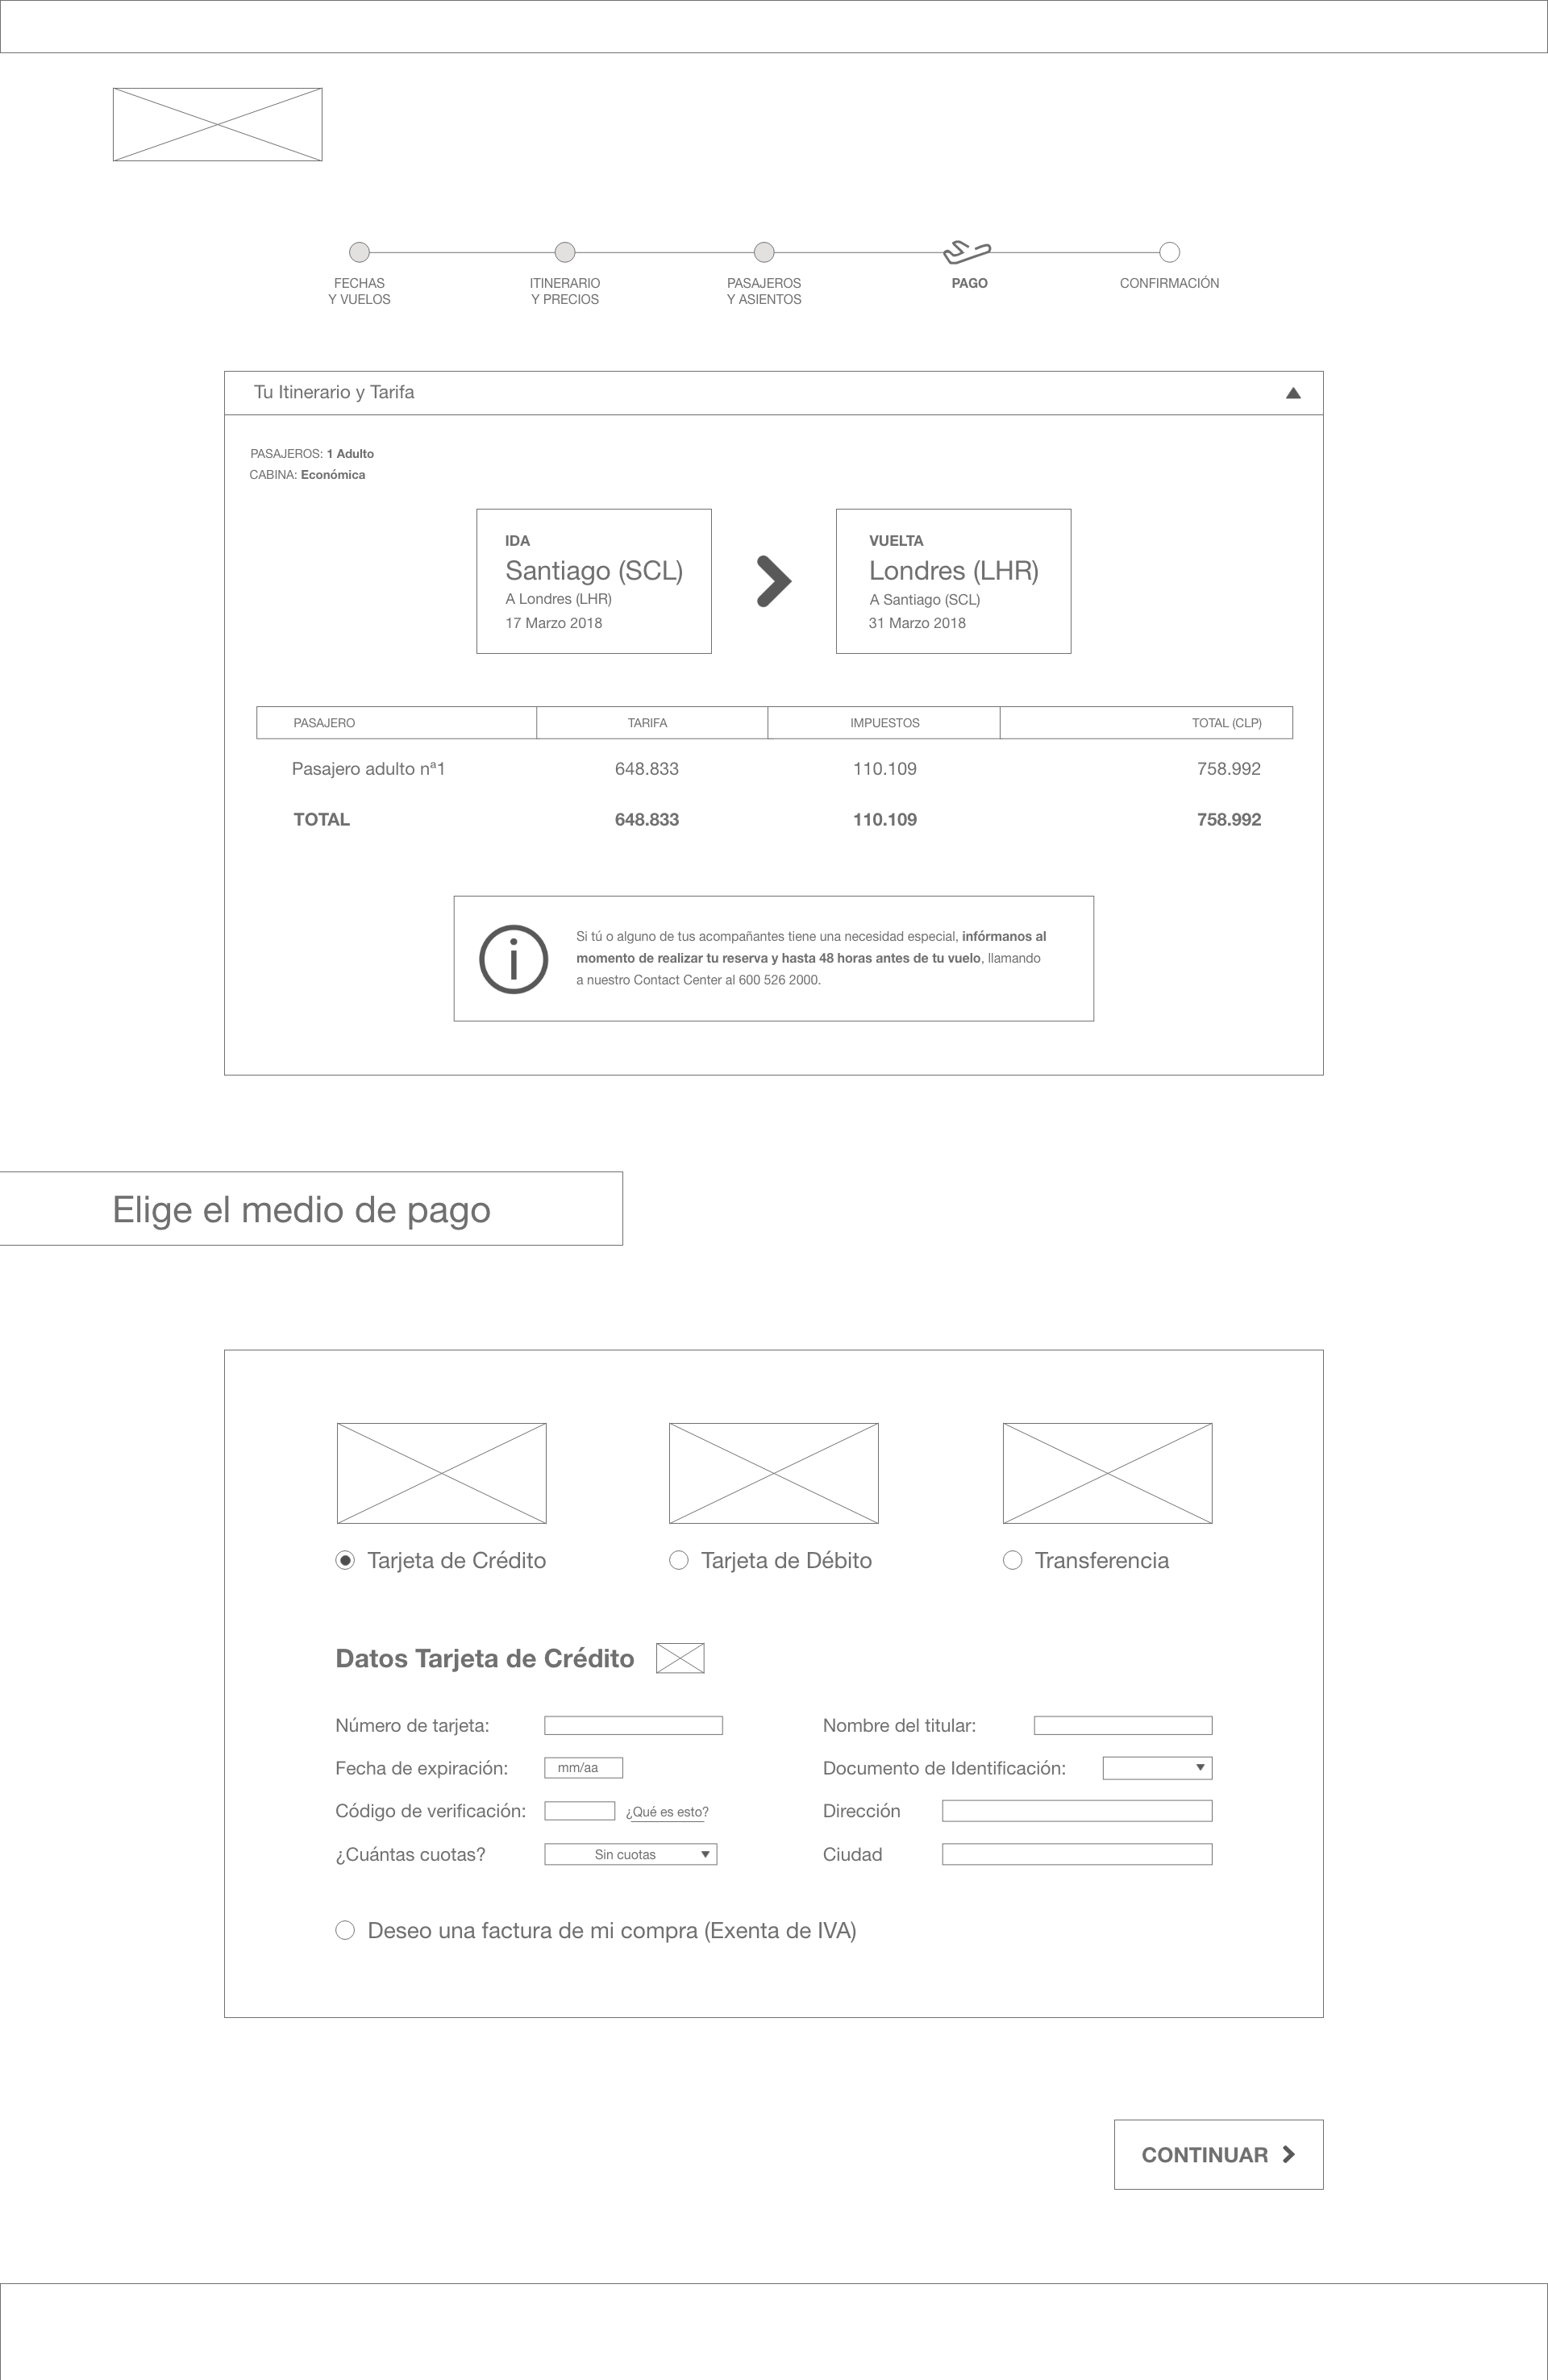 FECHAS
Y VUELOS
ITINERARIO
Y PRECIOS
PASAJEROS
Y ASIENTOS
PAGO
CONFIRMACIÓN
Tu Itinerario y Tarifa
PASAJEROS: 1 Adulto
CABINA: Económica
IDA
Santiago (SCL)
A Londres (LHR)
17 Marzo 2018
VUELTA
Londres (LHR)
A Santiago (SCL)
31 Marzo 2018
PASAJERO TARIFA IMPUESTOS TOTAL (CLP)
Pasajero adulto nª1 648.833 110.109 758.992
TOTAL 648.833 110.109 758.992
Si tú o alguno de tus acompañantes tiene una necesidad especial, infórmanos al
momento de realizar tu reserva y hasta 48 horas antes de tu vuelo, llamando
a nuestro Contact Center al 600 526 2000.
Elige el medio de pago
Tarjeta de Crédito
Tarjeta de Débito
Transferencia
Datos Tarjeta de Crédito
Número de tarjeta:
Nombre del titular:
Fecha de expiración: mm/aa
Documento de Identificación:
Código de verificación: ¿Qué es esto?
Dirección
¿Cuántas cuotas? Sin cuotas
Ciudad
Deseo una factura de mi compra (Exenta de IVA)
CONTINUAR